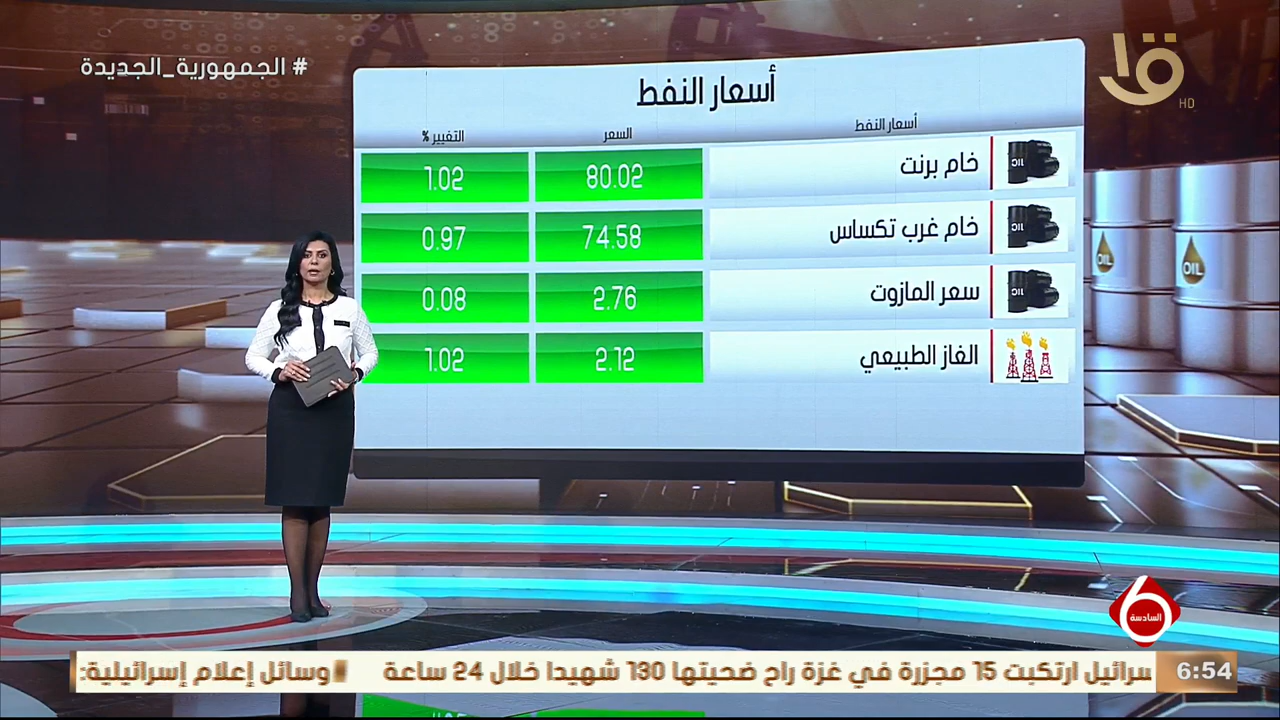 #الجمهورية_الجديدة
HD
أسعار النفط
أسعار النفط السعر التغيير %
خام برنت 80.02 1.02
خام غرب تكساس 74.58 0.97
سعر المازوت 2.76 0.08
الغاز الطبيعي 2.12 1.02
OIL OIL
6 السادسة
6:54 سرائيل ارتكبت 15 مجزرة في غزة راح ضحيتها 130 شهيدا خلال 24 ساعة #وسائل إعلام إسرائيلية: